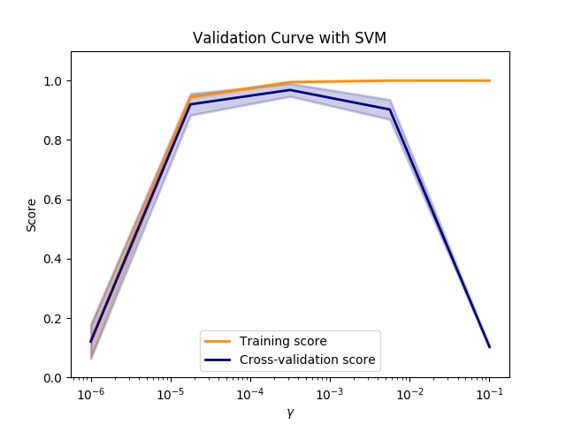 Validation Curve with SVM
Score
1.0
0.8
0.6
0.4
0.2
0.0
Training score
Cross-validation score
10⁻⁶ 10⁻⁵ 10⁻⁴ 10⁻³ 10⁻² 10⁻¹
γ